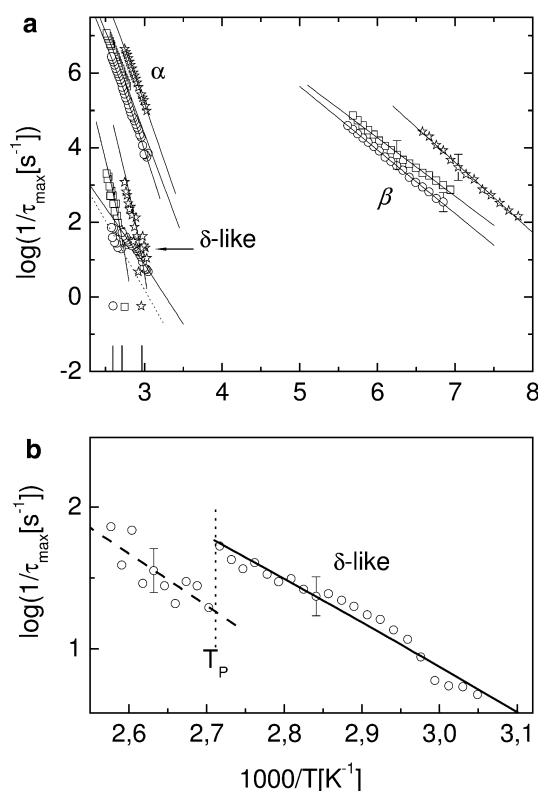 a
log(1/τmax[s-1])
6
4
2
0
-2
α
β
δ-like
3
5
6
7
8
b
log(1/τmax[s-1])
2
1
δ-like
TP
2,6
2,7
2,8
2,9
3,0
3,1
1000/T[K-1]